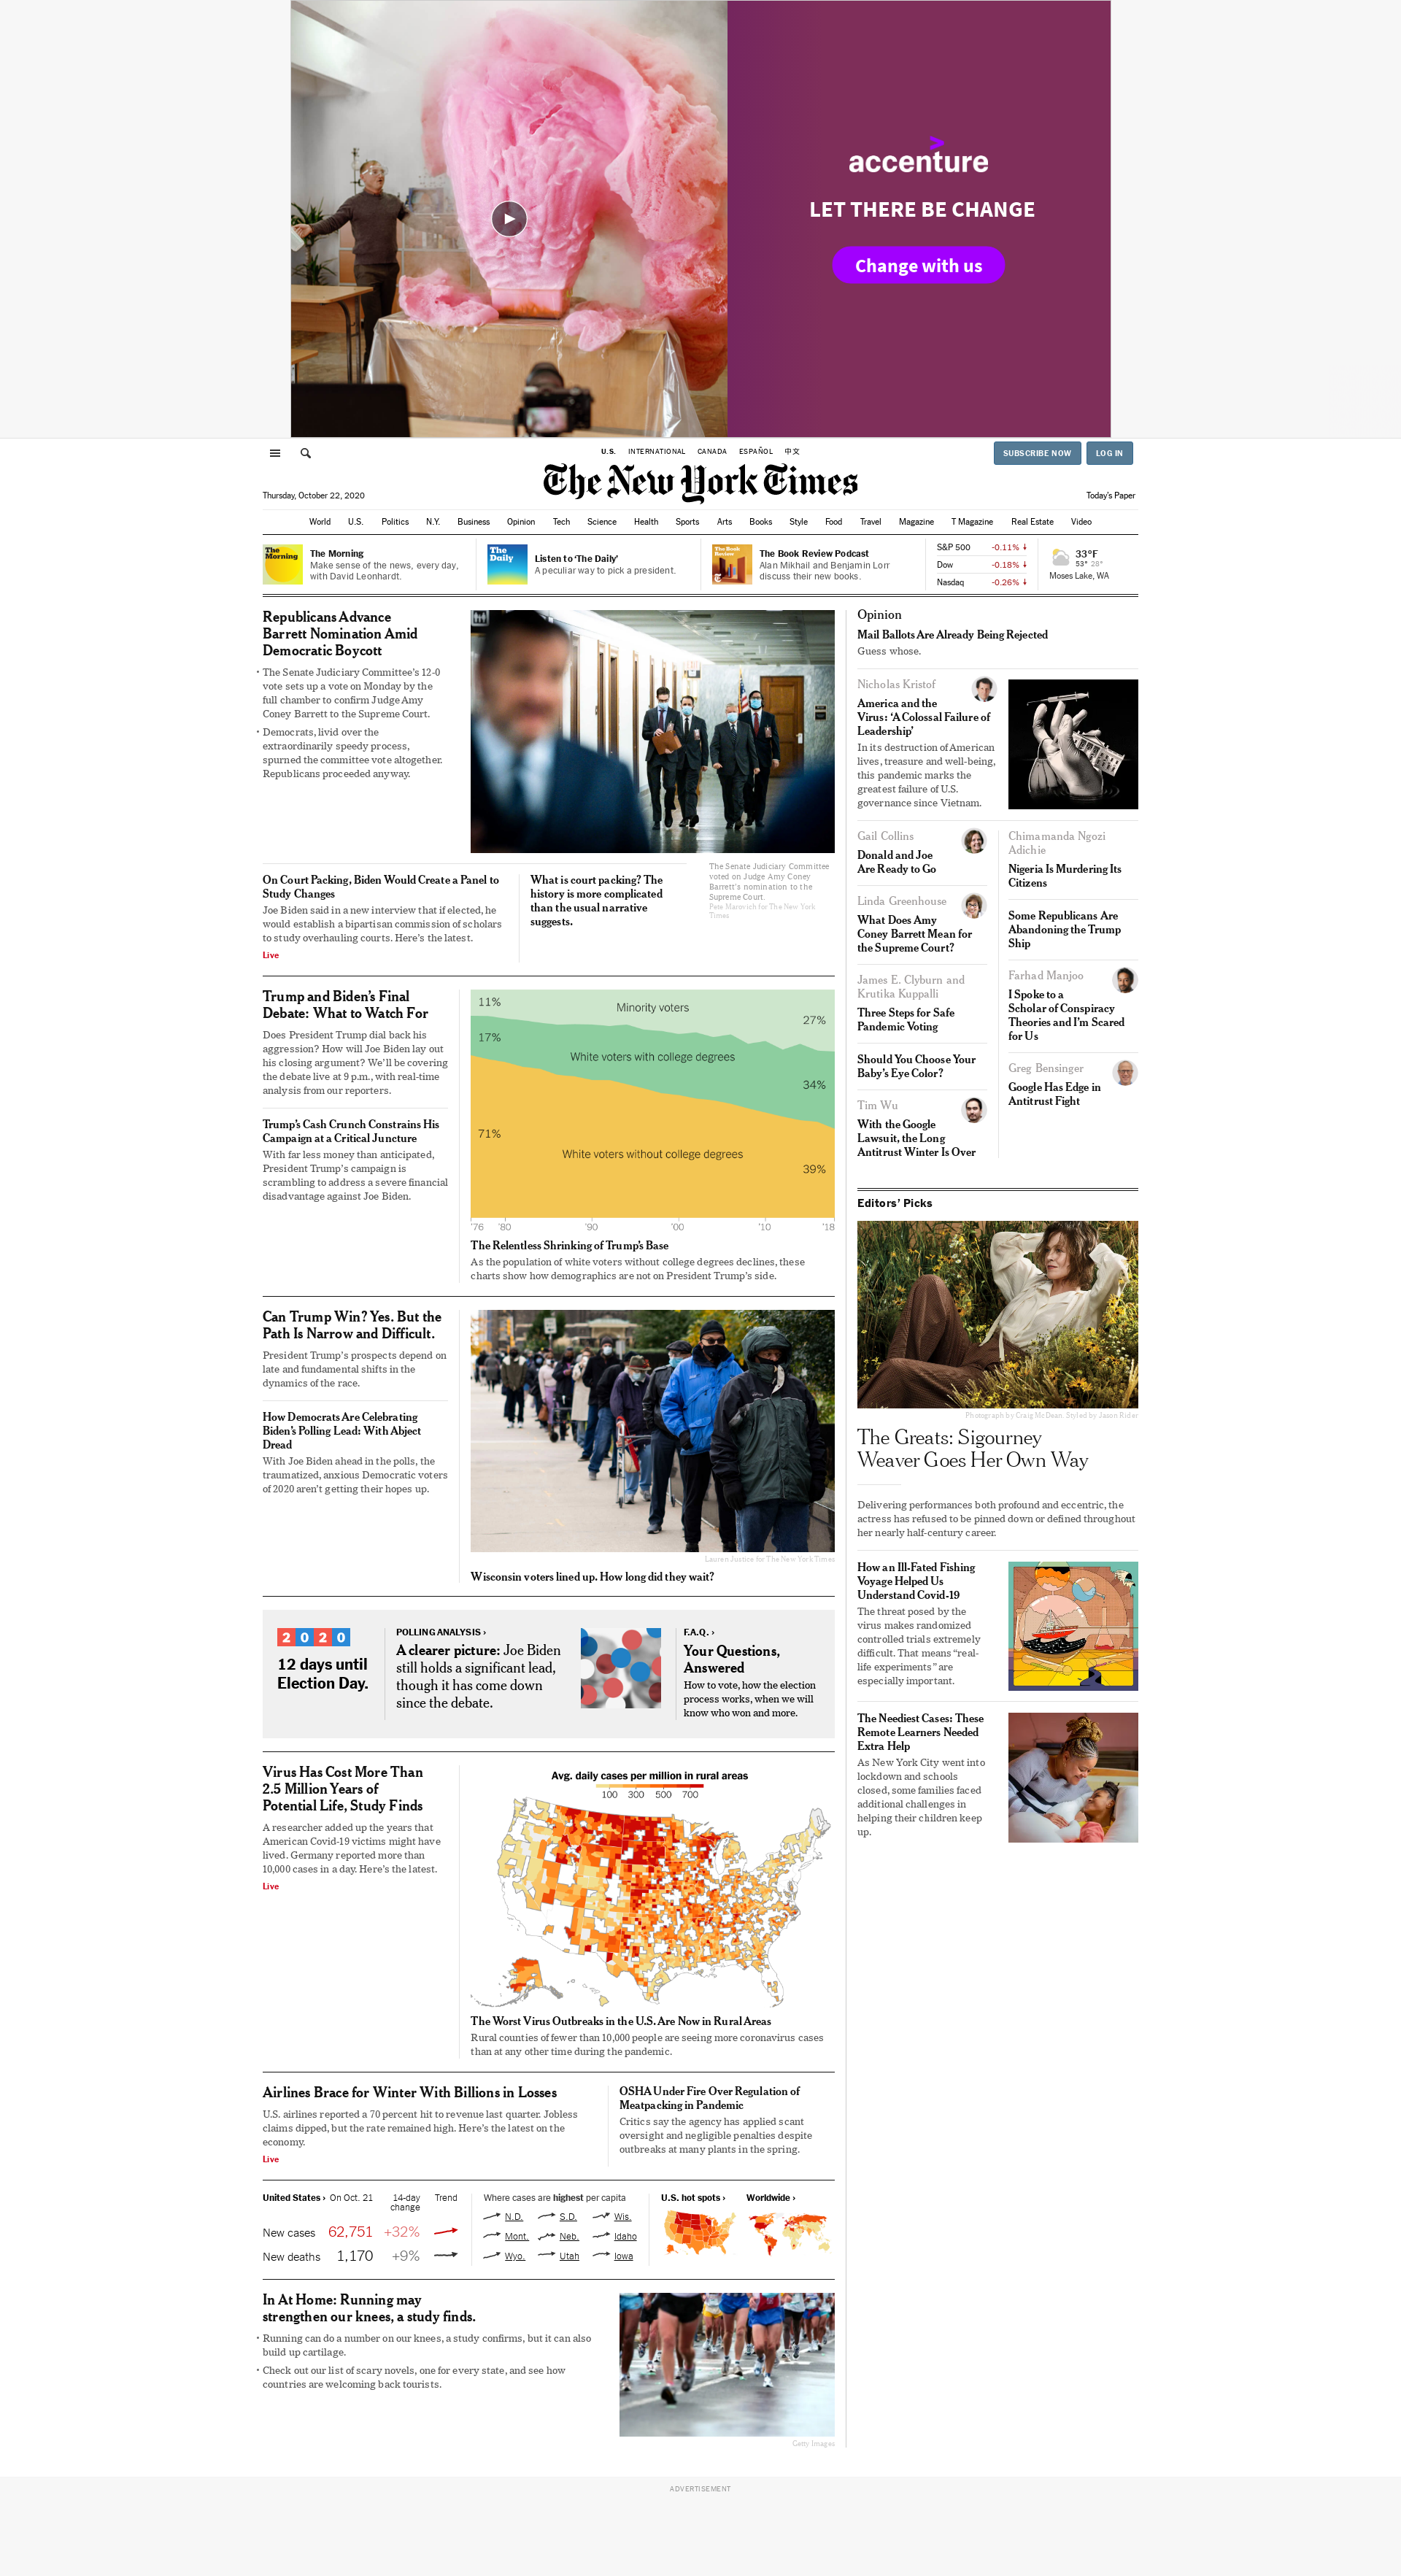 accenture
LET THERE BE CHANGE
Change with us
U.S. INTERNATIONAL CANADA ESPAÑOL 中文
SUBSCRIBE NOW LOG IN
The New York Times
Thursday, October 22, 2020
Today's Paper
World U.S. Politics N.Y. Business Opinion Tech Science Health Sports Arts Books Style Food Travel Magazine T Magazine Real Estate Video
The Morning
The Morning
Make sense of the news, every day,
with David Leonhardt.
The Daily
Listen to ‘The Daily’
A peculiar way to pick a president.
The Book Review
The Book Review Podcast
Alan Mikhail and Benjamin Lorr
discuss their new books.
S&P 500 -0.11%
Dow -0.18%
Nasdaq -0.26%
33°F
53° 28°
Moses Lake, WA
Republicans Advance
Barrett Nomination Amid
Democratic Boycott
• The Senate Judiciary Committee’s 12-0
vote sets up a vote on Monday by the
full chamber to confirm Judge Amy
Coney Barrett to the Supreme Court.
• Democrats, livid over the
extraordinarily speedy process,
spurned the committee vote altogether.
Republicans proceeded anyway.
The Senate Judiciary Committee
voted on Judge Amy Coney
Barrett’s nomination to the
Supreme Court.
Pete Marovich for The New York
Times
On Court Packing, Biden Would Create a Panel to
Study Changes
Joe Biden said in a new interview that if elected, he
would establish a bipartisan commission of scholars
to study overhauling courts. Here’s the latest.
Live
What is court packing? The
history is more complicated
than the usual narrative
suggests.
Trump and Biden’s Final
Debate: What to Watch For
Does President Trump dial back his
aggression? How will Joe Biden lay out
his closing argument? We’ll be covering
the debate live at 9 p.m., with real-time
analysis from our reporters.
Trump’s Cash Crunch Constrains His
Campaign at a Critical Juncture
With far less money than anticipated,
President Trump’s campaign is
scrambling to address a severe financial
disadvantage against Joe Biden.
11% Minority voters 27%
17% White voters with college degrees 34%
71% White voters without college degrees 39%
’76 ’80 ’90 ’00 ’10 ’18
The Relentless Shrinking of Trump’s Base
As the population of white voters without college degrees declines, these
charts show how demographics are not on President Trump’s side.
Can Trump Win? Yes. But the
Path Is Narrow and Difficult.
President Trump’s prospects depend on
late and fundamental shifts in the
dynamics of the race.
How Democrats Are Celebrating
Biden’s Polling Lead: With Abject
Dread
With Joe Biden ahead in the polls, the
traumatized, anxious Democratic voters
of 2020 aren’t getting their hopes up.
Lauren Justice for The New York Times
Wisconsin voters lined up. How long did they wait?
2020
12 days until
Election Day.
POLLING ANALYSIS ›
A clearer picture: Joe Biden
still holds a significant lead,
though it has come down
since the debate.
F.A.Q. ›
Your Questions,
Answered
How to vote, how the election
process works, when we will
know who won and more.
Virus Has Cost More Than
2.5 Million Years of
Potential Life, Study Finds
A researcher added up the years that
American Covid-19 victims might have
lived. Germany reported more than
10,000 cases in a day. Here’s the latest.
Live
Avg. daily cases per million in rural areas
100 300 500 700
The Worst Virus Outbreaks in the U.S. Are Now in Rural Areas
Rural counties of fewer than 10,000 people are seeing more coronavirus cases
than at any other time during the pandemic.
Airlines Brace for Winter With Billions in Losses
U.S. airlines reported a 70 percent hit to revenue last quarter. Jobless
claims dipped, but the rate remained high. Here’s the latest on the
economy.
Live
OSHA Under Fire Over Regulation of
Meatpacking in Pandemic
Critics say the agency has applied scant
oversight and negligible penalties despite
outbreaks at many plants in the spring.
United States › On Oct. 21 14-day change Trend
New cases 62,751 +32%
New deaths 1,170 +9%
Where cases are highest per capita
N.D. S.D. Wis.
Mont. Neb. Idaho
Wyo. Utah Iowa
U.S. hot spots › Worldwide ›
In At Home: Running may
strengthen our knees, a study finds.
• Running can do a number on our knees, a study confirms, but it can also
build up cartilage.
• Check out our list of scary novels, one for every state, and see how
countries are welcoming back tourists.
Getty Images
Opinion
Mail Ballots Are Already Being Rejected
Guess whose.
Nicholas Kristof
America and the
Virus: ‘A Colossal Failure of
Leadership’
In its destruction of American
lives, treasure and well-being,
this pandemic marks the
greatest failure of U.S.
governance since Vietnam.
Gail Collins
Donald and Joe
Are Ready to Go
Linda Greenhouse
What Does Amy
Coney Barrett Mean for
the Supreme Court?
James E. Clyburn and
Krutika Kuppalli
Three Steps for Safe
Pandemic Voting
Should You Choose Your
Baby’s Eye Color?
Tim Wu
With the Google
Lawsuit, the Long
Antitrust Winter Is Over
Chimamanda Ngozi
Adichie
Nigeria Is Murdering Its
Citizens
Some Republicans Are
Abandoning the Trump
Ship
Farhad Manjoo
I Spoke to a
Scholar of Conspiracy
Theories and I’m Scared
for Us
Greg Bensinger
Google Has Edge in
Antitrust Fight
Editors’ Picks
Photograph by Craig McDean. Styled by Jason Rider
The Greats: Sigourney
Weaver Goes Her Own Way
Delivering performances both profound and eccentric, the
actress has refused to be pinned down or defined throughout
her nearly half-century career.
How an Ill-Fated Fishing
Voyage Helped Us
Understand Covid-19
The threat posed by the
virus makes randomized
controlled trials extremely
difficult. That means “real-
life experiments” are
especially important.
The Neediest Cases: These
Remote Learners Needed
Extra Help
As New York City went into
lockdown and schools
closed, some families faced
additional challenges in
helping their children keep
up.
ADVERTISEMENT